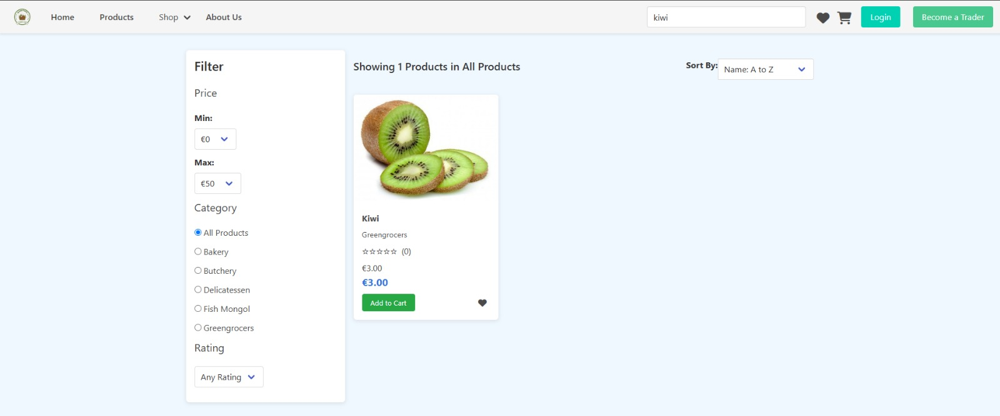 Home Products Shop About Us kiwi Login Become a Trader
Filter
Price
Min:
€0
Max:
€50
Category
All Products
Bakery
Butchery
Delicatessen
Fish Mongol
Greengrocers
Rating
Any Rating
Showing 1 Products in All Products
Sort By: Name: A to Z
Kiwi
Greengrocers
☆☆☆☆☆ (0)
€3.00
€3.00
Add to Cart